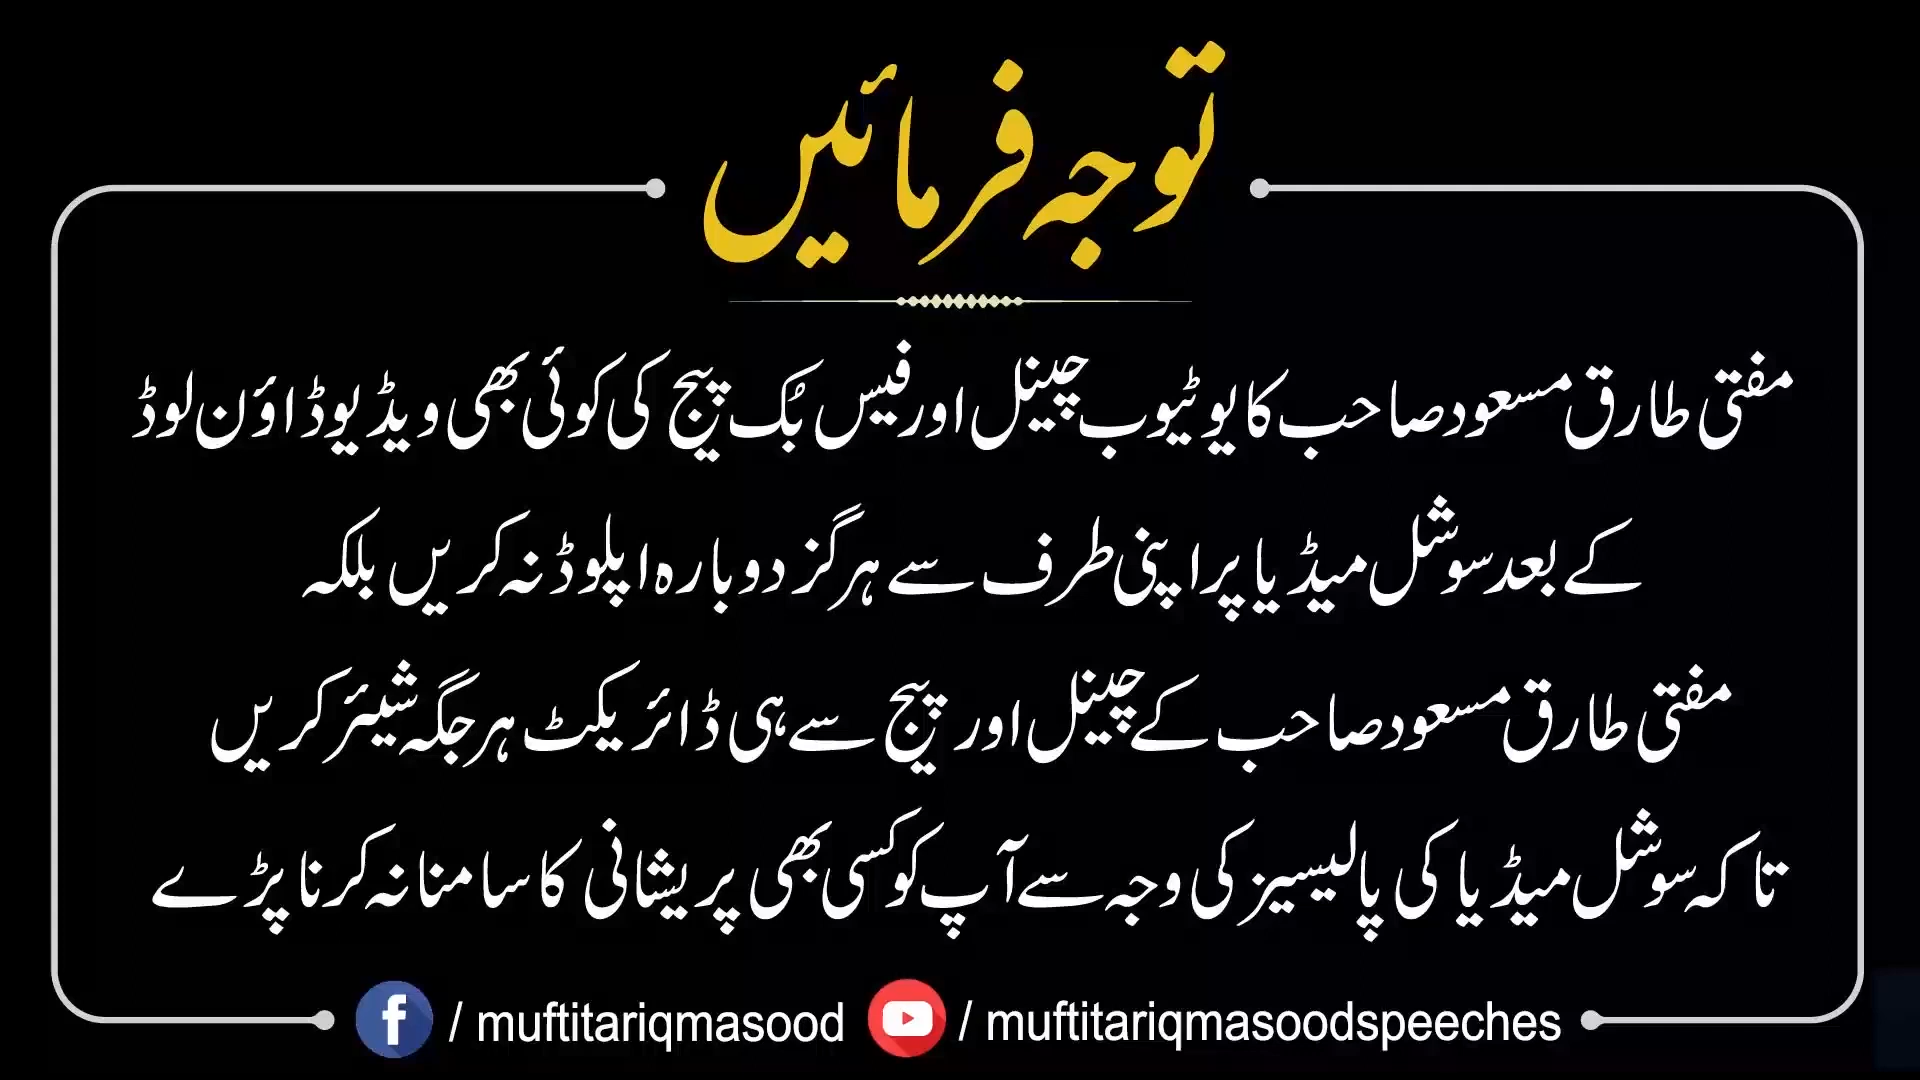 توجہ فرمائیں
مفتی طارق مسعود صاحب کا یوٹیوب چینل اور فیس بُک پیج کی کوئی بھی ویڈیو ڈاؤن لوڈ
کے بعد سوشل میڈیا پر اپنی طرف سے ہرگز دوبارہ اپلوڈ نہ کریں بلکہ
مفتی طارق مسعود صاحب کے چینل اور پیج سے ہی ڈائریکٹ ہر جگہ شیئر کریں
تاکہ سوشل میڈیا کی پالیسیز کی وجہ سے آپ کو کسی بھی پریشانی کا سامنا نہ کرنا پڑے
/ muftitariqmasood / muftitariqmasoodspeeches